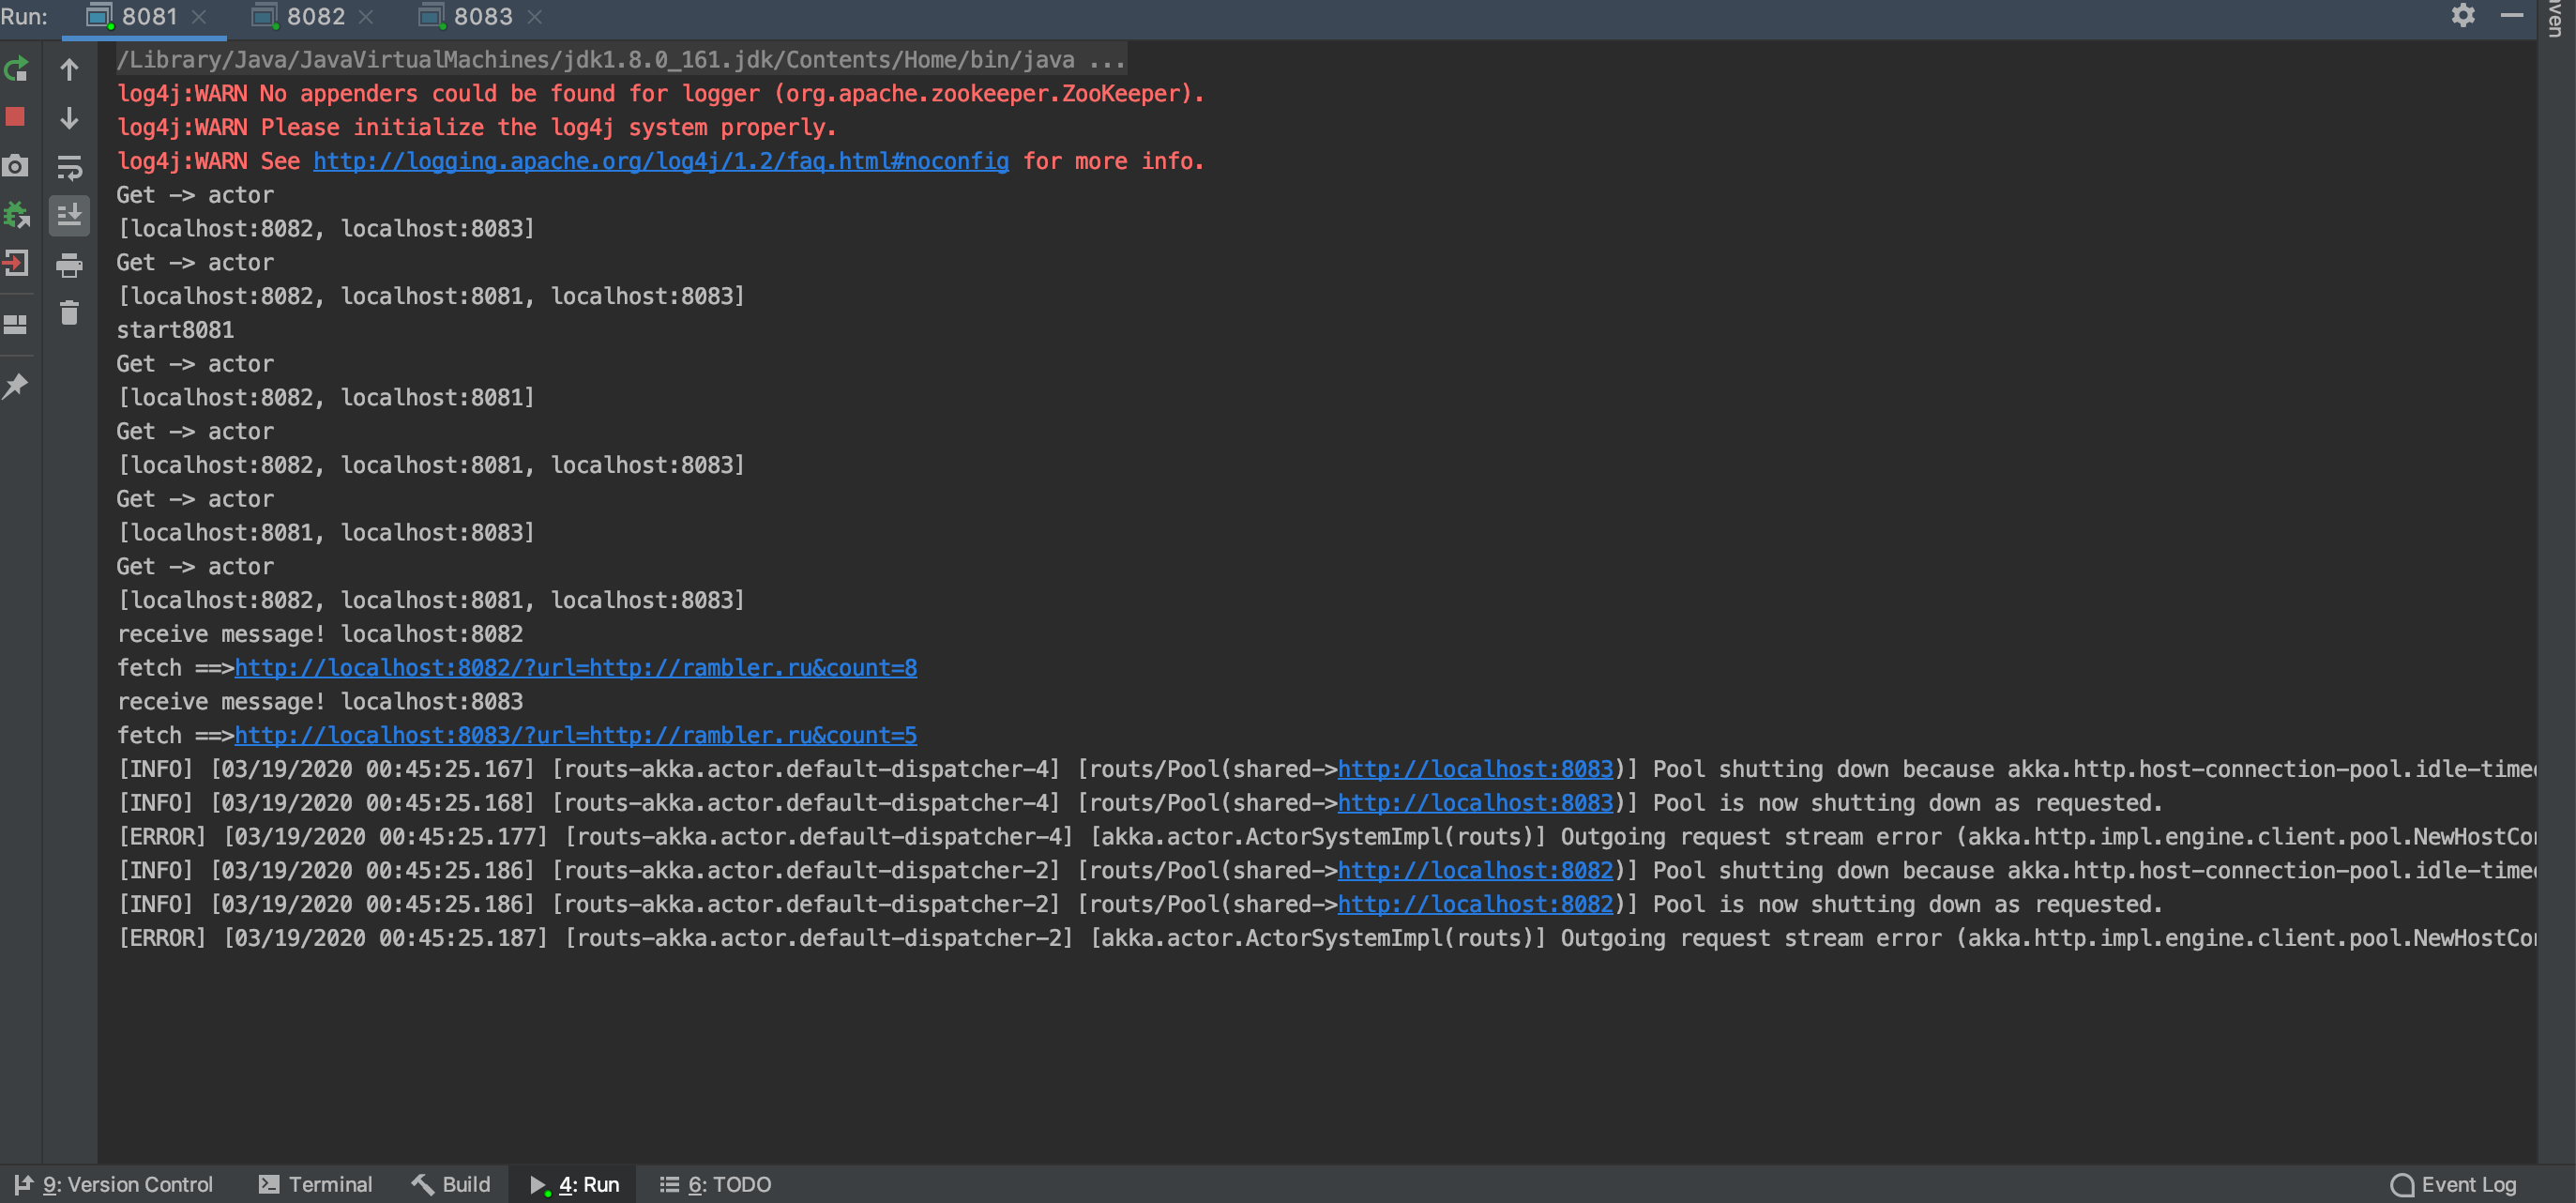 Run: 8081 8082 8083
aven
/Library/Java/JavaVirtualMachines/jdk1.8.0_161.jdk/Contents/Home/bin/java ...
log4j:WARN No appenders could be found for logger (org.apache.zookeeper.ZooKeeper).
log4j:WARN Please initialize the log4j system properly.
log4j:WARN See http://logging.apache.org/log4j/1.2/faq.html#noconfig for more info.
Get -> actor
[localhost:8082, localhost:8083]
Get -> actor
[localhost:8082, localhost:8081, localhost:8083]
start8081
Get -> actor
[localhost:8082, localhost:8081]
Get -> actor
[localhost:8082, localhost:8081, localhost:8083]
Get -> actor
[localhost:8081, localhost:8083]
Get -> actor
[localhost:8082, localhost:8081, localhost:8083]
receive message! localhost:8082
fetch ==>http://localhost:8082/?url=http://rambler.ru&count=8
receive message! localhost:8083
fetch ==>http://localhost:8083/?url=http://rambler.ru&count=5
[INFO] [03/19/2020 00:45:25.167] [routs-akka.actor.default-dispatcher-4] [routs/Pool(shared->http://localhost:8083)] Pool shutting down because akka.http.host-connection-pool.idle-timeo
[INFO] [03/19/2020 00:45:25.168] [routs-akka.actor.default-dispatcher-4] [routs/Pool(shared->http://localhost:8083)] Pool is now shutting down as requested.
[ERROR] [03/19/2020 00:45:25.177] [routs-akka.actor.default-dispatcher-4] [akka.actor.ActorSystemImpl(routs)] Outgoing request stream error (akka.http.impl.engine.client.pool.NewHostCon
[INFO] [03/19/2020 00:45:25.186] [routs-akka.actor.default-dispatcher-2] [routs/Pool(shared->http://localhost:8082)] Pool shutting down because akka.http.host-connection-pool.idle-timeo
[INFO] [03/19/2020 00:45:25.186] [routs-akka.actor.default-dispatcher-2] [routs/Pool(shared->http://localhost:8082)] Pool is now shutting down as requested.
[ERROR] [03/19/2020 00:45:25.187] [routs-akka.actor.default-dispatcher-2] [akka.actor.ActorSystemImpl(routs)] Outgoing request stream error (akka.http.impl.engine.client.pool.NewHostCon
9: Version Control Terminal Build 4: Run 6: TODO Event Log